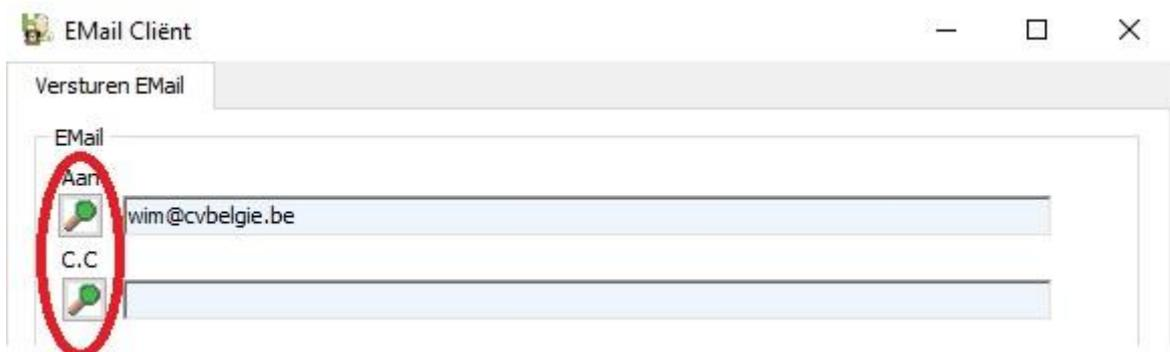 EMail Cliënt
Versturen EMail
EMail
Aan
wim@cvbelgie.be
C.C